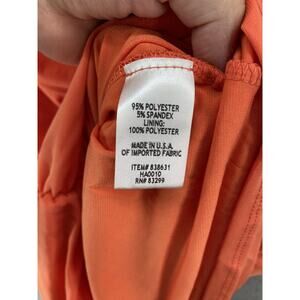 95% POLYESTER
5% SPANDEX
LINING:
100% POLYESTER
MADE IN U.S.A.
OF IMPORTED FABRIC
ITEM# 838631
HA0010
RN# 83299